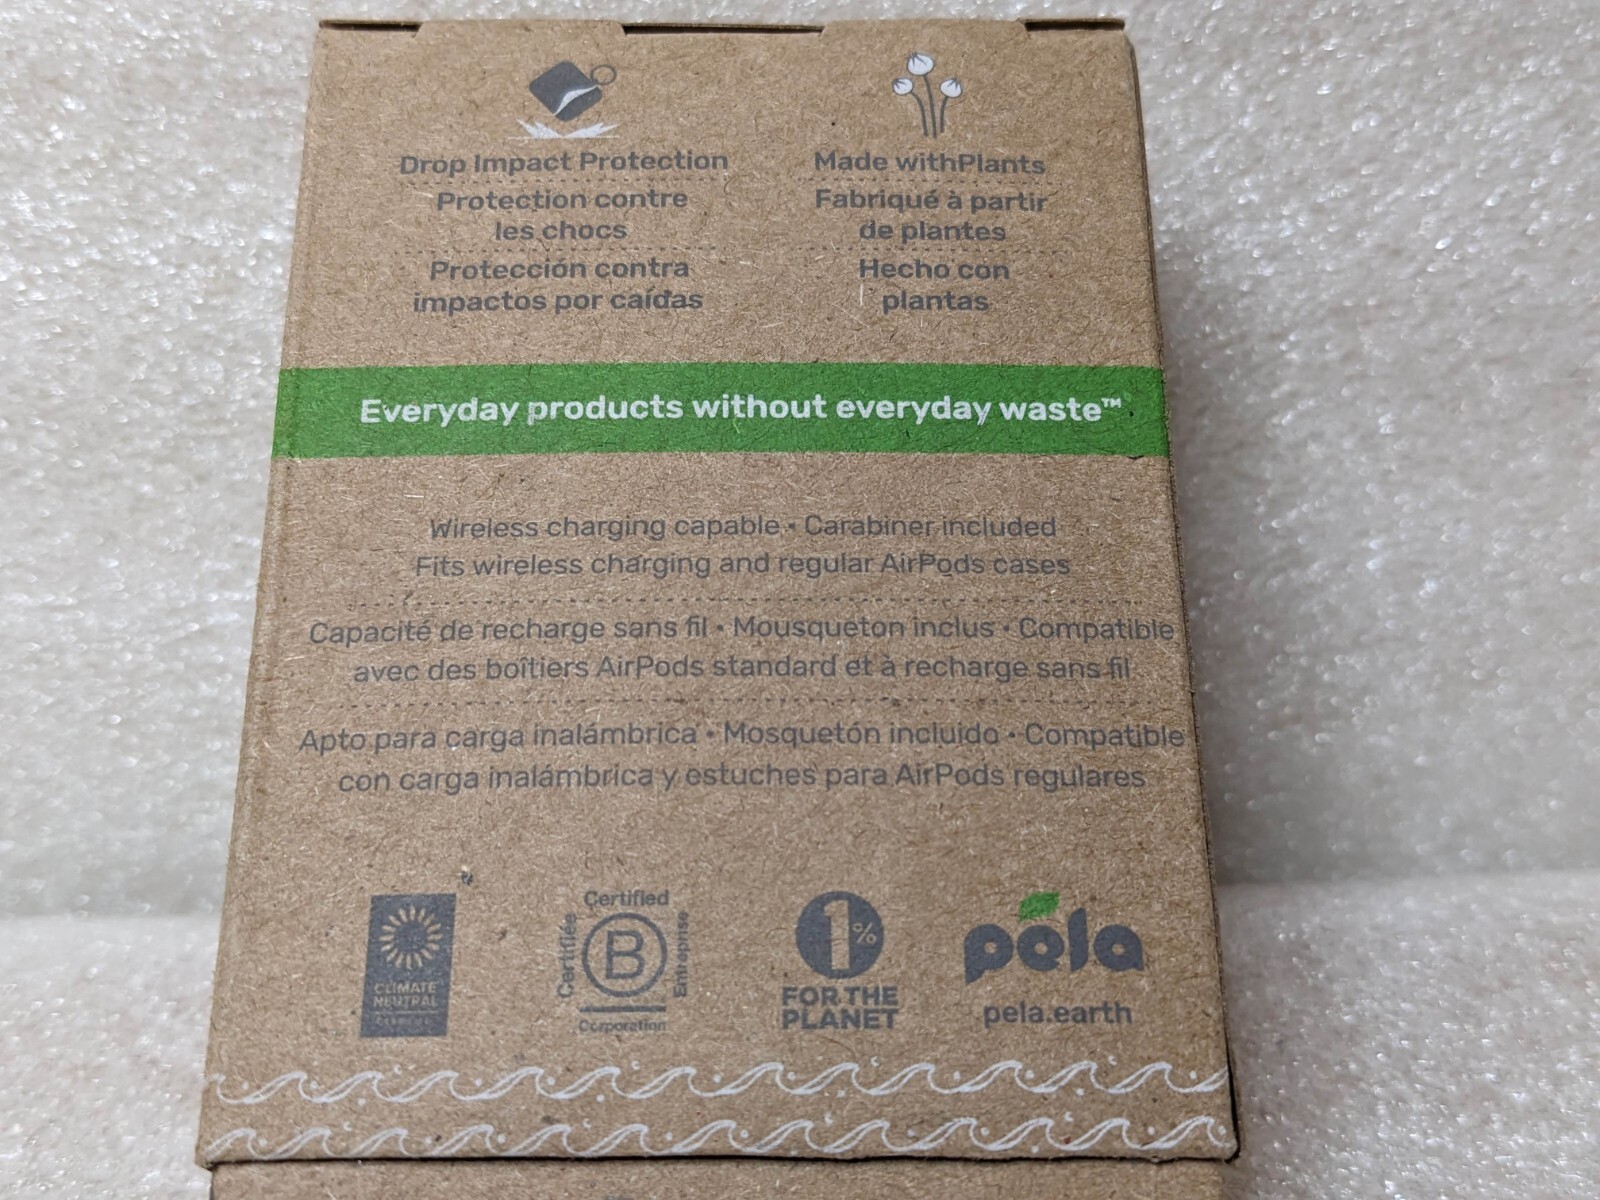 Drop Impact Protection
Protection contre
les chocs
Protección contra
impactos por caídas
Made withPlants
Fabriqué à partir
de plantes
Hecho con
plantas
Everyday products without everyday waste™
Wireless charging capable • Carabiner included
Fits wireless charging and regular AirPods cases
Capacité de recharge sans fil • Mousqueton inclus • Compatible
avec des boîtiers AirPods standard et à recharge sans fil
Apto para carga inalámbrica • Mosquetón incluido • Compatible
con carga inalámbrica y estuches para AirPods regulares
CLIMATE
NEUTRAL
Certified
Certifiée
B
Entreprise
Corporation
1%
FOR THE
PLANET
pela
pela.earth